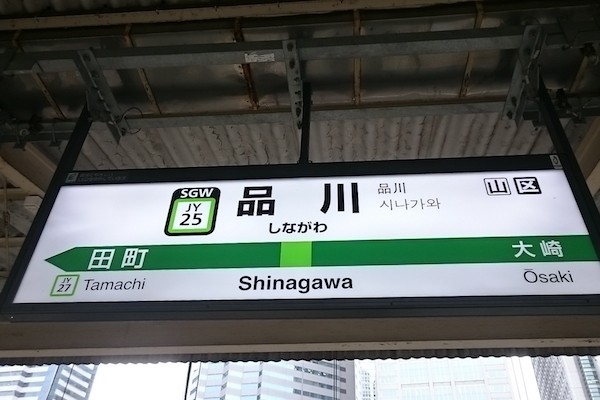 SGW
JY
25
品川
品川
시나가와
山区
しながわ
田町
大崎
JY
27
Tamachi
Shinagawa
Ōsaki